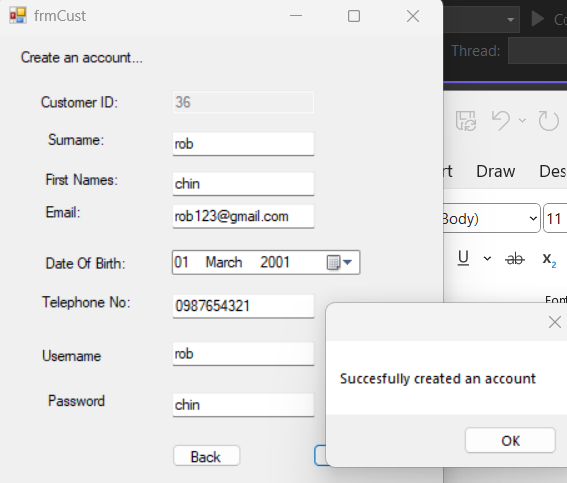 frmCust
Thread:
Create an account...
Customer ID: 36
Surname: rob
rt Draw Des
First Names: chin
Email: rob123@gmail.com
Body) 11
Date Of Birth: 01 March 2001
U ab x2
Telephone No: 0987654321
Username rob
Succesfully created an account
Password chin
OK
Back